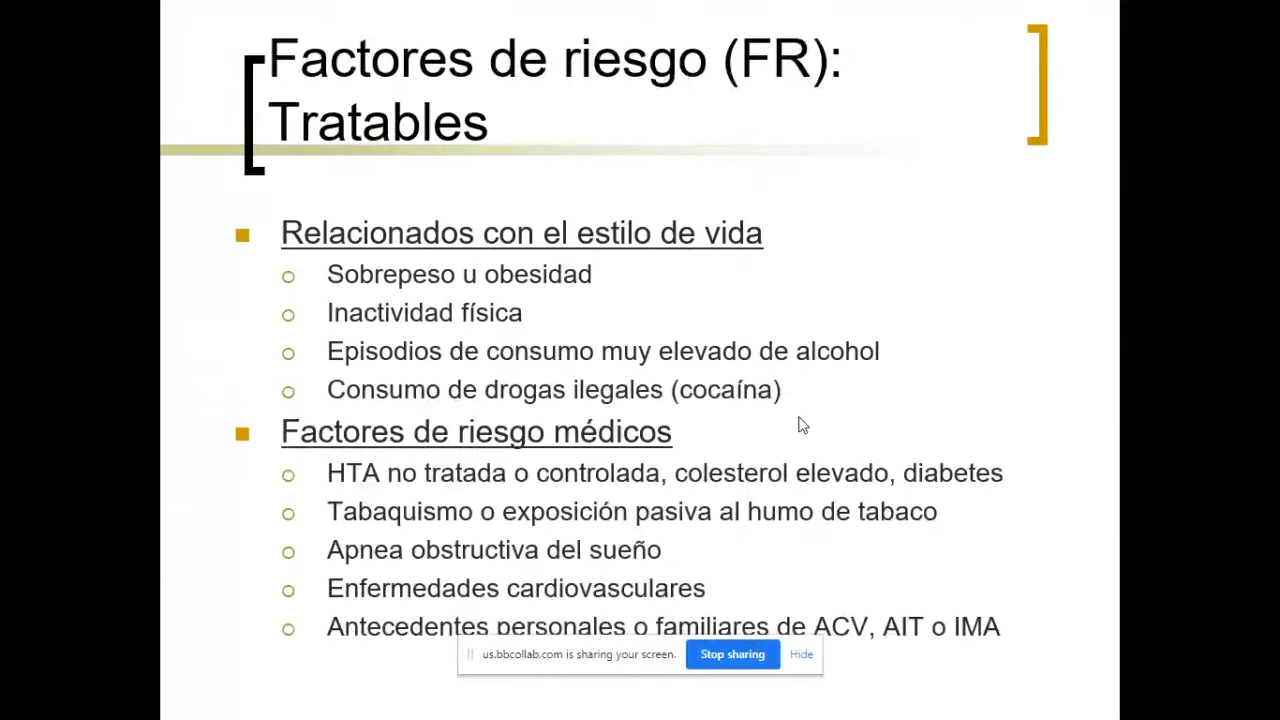 Factores de riesgo (FR):
Tratables
Relacionados con el estilo de vida
Sobrepeso u obesidad
Inactividad física
Episodios de consumo muy elevado de alcohol
Consumo de drogas ilegales (cocaína)
Factores de riesgo médicos
HTA no tratada o controlada, colesterol elevado, diabetes
Tabaquismo o exposición pasiva al humo de tabaco
Apnea obstructiva del sueño
Enfermedades cardiovasculares
Antecedentes personales o familiares de ACV, AIT o IMA
us.bbcollab.com is sharing your screen. Stop sharing Hide